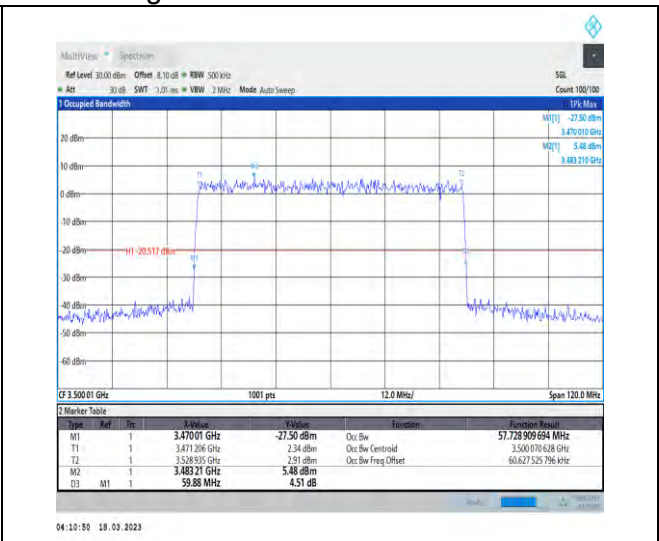 MultiView Spectrum
Ref Level 30.00 dBm Offset 8.10 dB RBW 500 kHz SGL
Att 30 dB SWT 1.01 ms VBW 2 MHz Mode Auto Sweep Count 100/100
1 Occupied Bandwidth 1Pk Max
M1[1] -27.50 dBm
3.470 010 GHz
M2[1] 5.48 dBm
3.483 210 GHz
20 dBm
10 dBm
0 dBm
-10 dBm
-20 dBm
-30 dBm
-40 dBm
-50 dBm
-60 dBm
T1
M2
T2
H1 -20.517 dBm
M1
CF 3.500 01 GHz 1001 pts 12.0 MHz/ Span 120.0 MHz
2 Marker Table
Type Ref Trc X-Value Y-Value Function Function Result
M1 1 3.470 01 GHz -27.50 dBm Occ Bw 57.728 909 694 MHz
T1 1 3.471 206 GHz 2.34 dBm Occ Bw Centroid 3.500 070 628 GHz
T2 1 3.528 935 GHz 2.91 dBm Occ Bw Freq Offset 60.627 525 796 kHz
M2 1 3.483 21 GHz 5.48 dBm
D3 M1 1 59.88 MHz 4.51 dB
04:10:50 18.03.2023